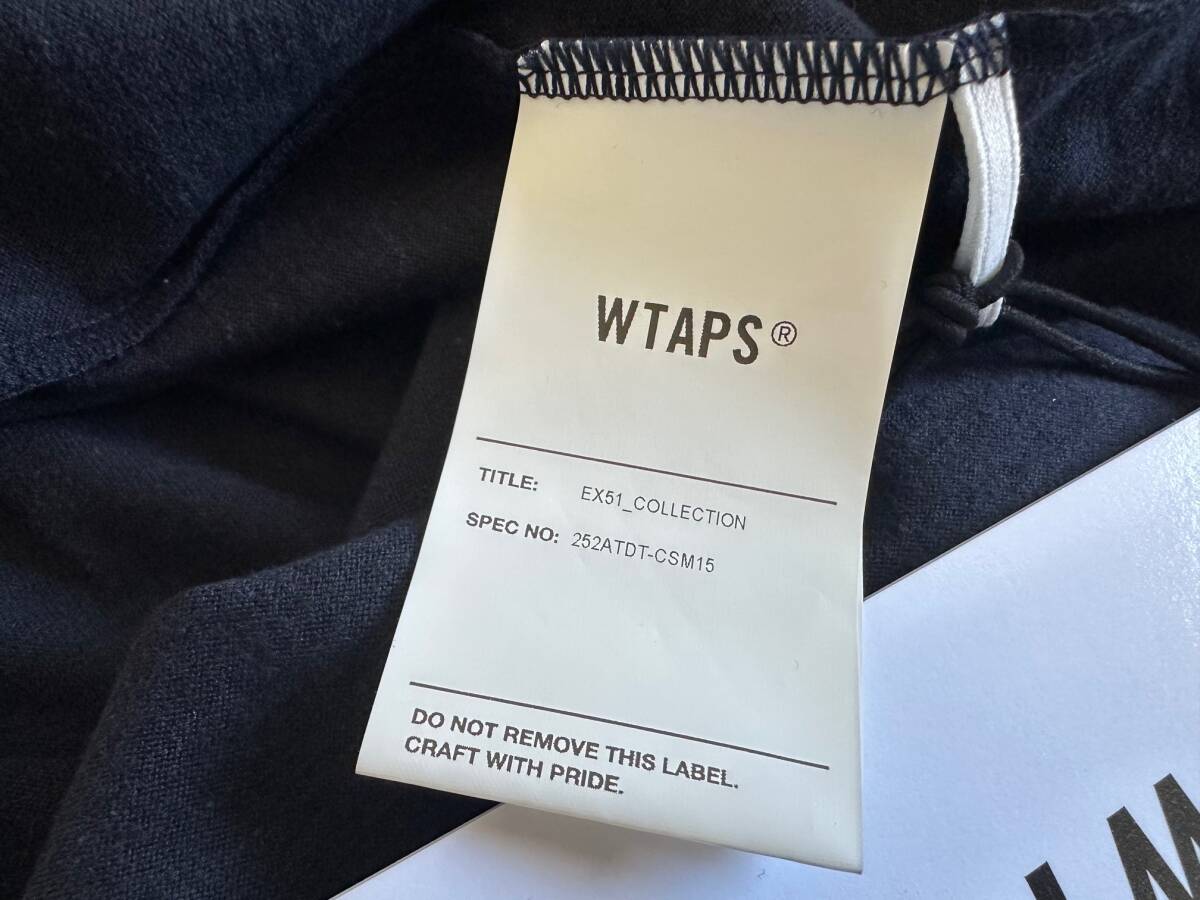 WTAPS®
TITLE: EX51_COLLECTION
SPEC NO: 252ATDT-CSM15
DO NOT REMOVE THIS LABEL.
CRAFT WITH PRIDE.